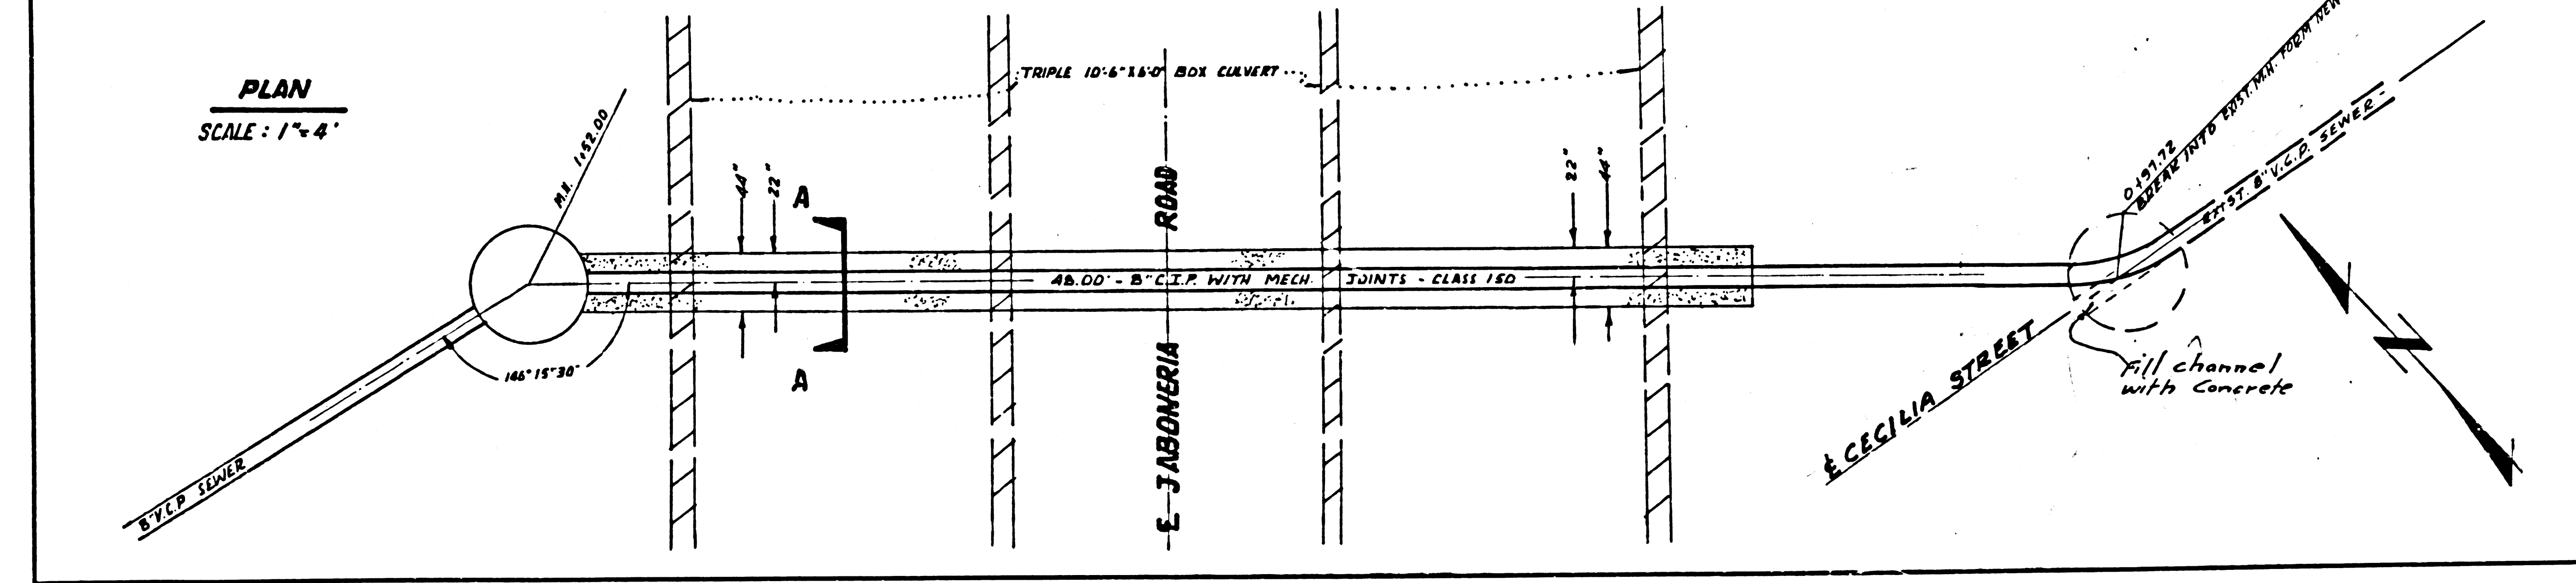 PLAN
SCALE : 1"= 4'
M.H. 1+52.00
TRIPLE 10'-6" X 6'-0" BOX CULVERT
44"
22"
A
A
146° 15' 30"
8" V.C.P. SEWER
48.00' - 8" C.I.P. WITH MECH. JOINTS - CLASS 150
℄ JABONERIA ROAD
22"
44"
0+97.72
BREAK INTO EXIST. M.H. FORM NEW
EXIST. 8" V.C.P. SEWER
℄ CECILIA STREET
Fill channel
with Concrete